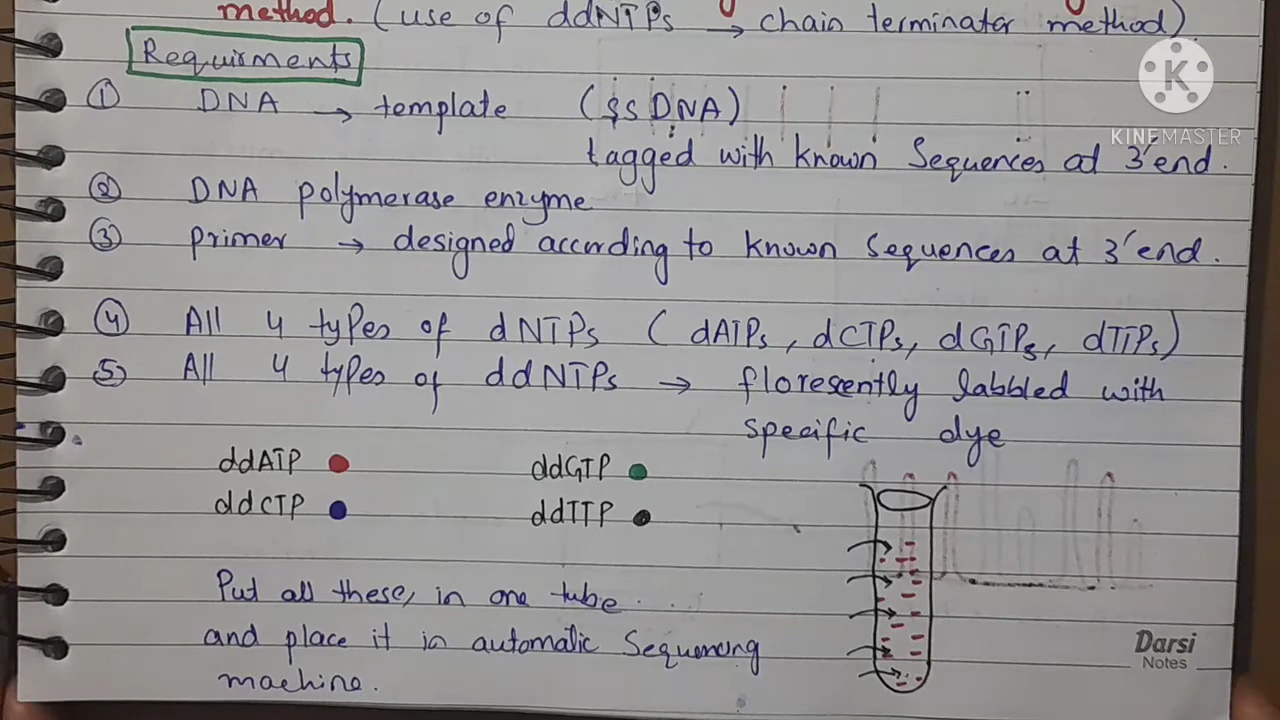 method. (use of ddNTPs → chain terminator method)
Requirments
① DNA → template (ssDNA)
tagged with known Sequences at 3' end.
② DNA polymerase enzyme
③ primer → designed according to known Sequences at 3' end.
④ All 4 types of dNTPs (dATPs, dCTPs, dGTPs, dTTPs)
⑤ All 4 types of ddNTPs → floresently labbled with
specific dye
ddATP ddGTP
ddCTP ddTTP
Put all these, in one tube...
and place it in automatic Sequencing
machine.
K
KINEMASTER
Darsi
Notes